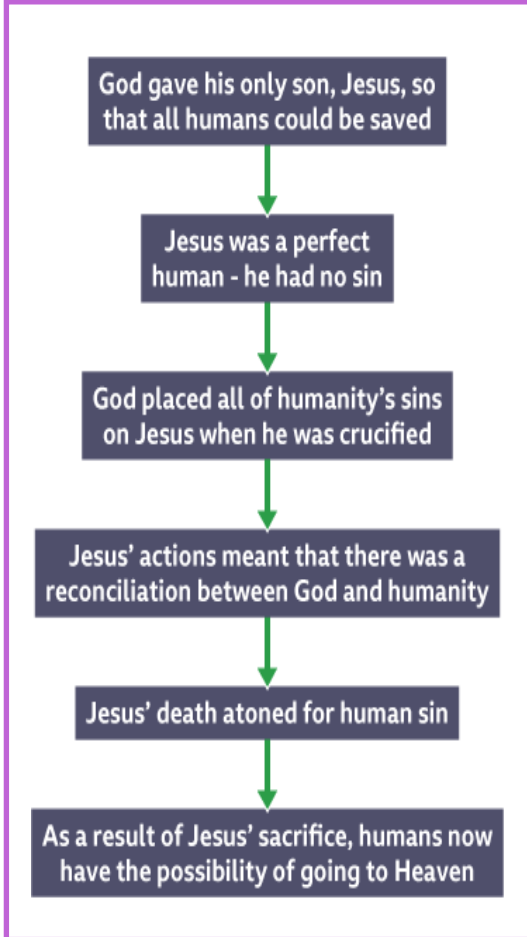 God gave his only son, Jesus, so
that all humans could be saved
Jesus was a perfect
human - he had no sin
God placed all of humanity's sins
on Jesus when he was crucified
Jesus' actions meant that there was a
reconciliation between God and humanity
Jesus' death atoned for human sin
As a result of Jesus' sacrifice, humans now
have the possibility of going to Heaven